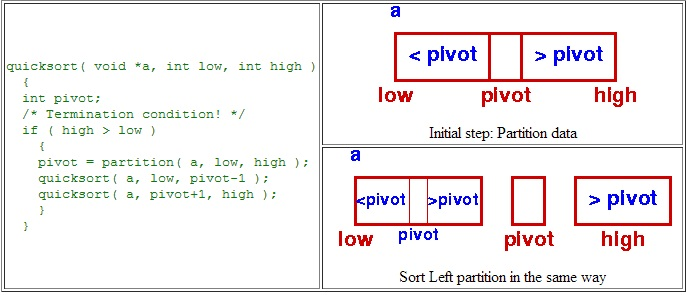 quicksort( void *a, int low, int high )
{
int pivot;
/* Termination condition! */
if ( high > low )
{
pivot = partition( a, low, high );
quicksort( a, low, pivot-1 );
quicksort( a, pivot+1, high );
}
}
a
< pivot > pivot
low pivot high
Initial step: Partition data
a
<pivot >pivot > pivot
low pivot pivot high
Sort Left partition in the same way